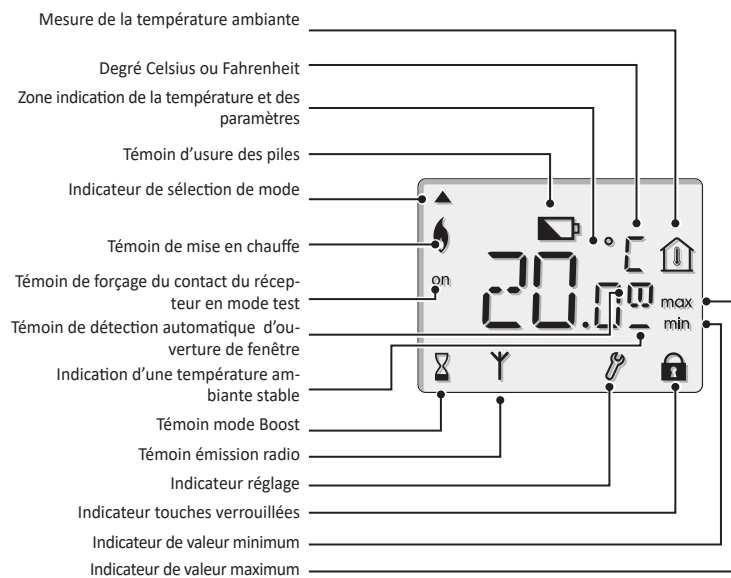 Mesure de la température ambiante
Degré Celsius ou Fahrenheit
Zone indication de la température et des
paramètres
Témoin d'usure des piles
Indicateur de sélection de mode
Témoin de mise en chauffe
Témoin de forçage du contact du récep-
teur en mode test
Témoin de détection automatique d'ou-
verture de fenêtre
Indication d'une température am-
biante stable
Témoin mode Boost
Témoin émission radio
Indicateur réglage
Indicateur touches verrouillées
Indicateur de valeur minimum
Indicateur de valeur maximum
°C
on
20.0
max
min